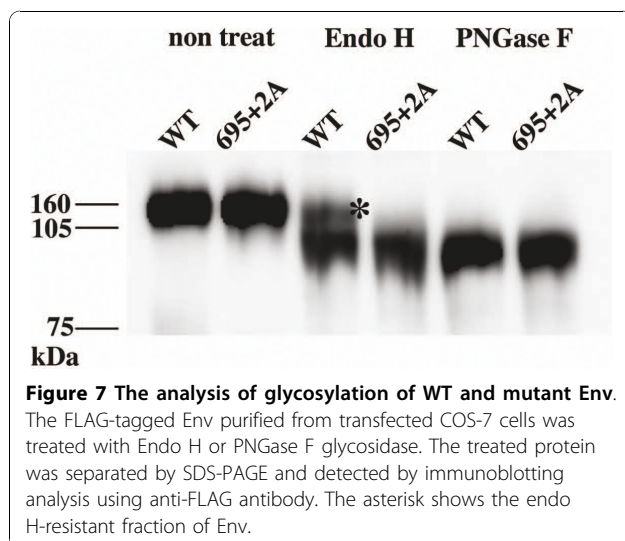 non treat Endo H PNGase F
WT 695+2A WT 695+2A WT 695+2A
160
*
105
75
kDa
Figure 7 The analysis of glycosylation of WT and mutant Env.
The FLAG-tagged Env purified from transfected COS-7 cells was
treated with Endo H or PNGase F glycosidase. The treated protein
was separated by SDS-PAGE and detected by immunoblotting
analysis using anti-FLAG antibody. The asterisk shows the endo
H-resistant fraction of Env.